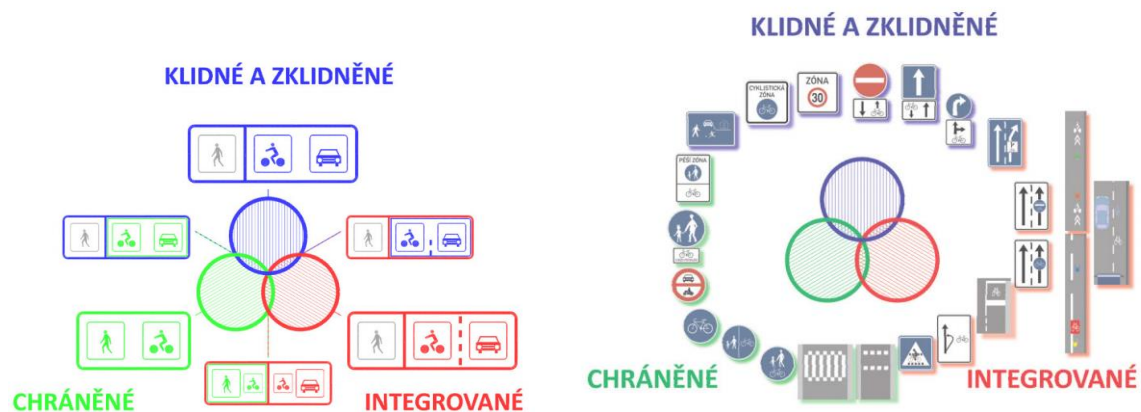 KLIDNÉ A ZKLIDNĚNÉ
CHRÁNĚNÉ
INTEGROVANÉ
KLIDNÉ A ZKLIDNĚNÉ
CYKLISTICKÁ
ZÓNA
ZÓNA
30
PĚŠÍ ZÓNA
CHRÁNĚNÉ
INTEGROVANÉ